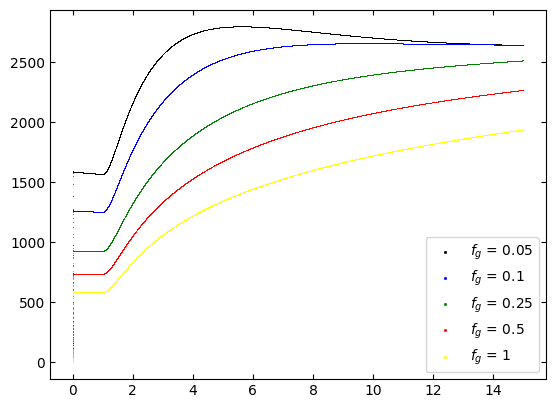 2500
2000
1500
1000
500
0
f_g = 0.05
f_g = 0.1
f_g = 0.25
f_g = 0.5
f_g = 1
0 2 4 6 8 10 12 14